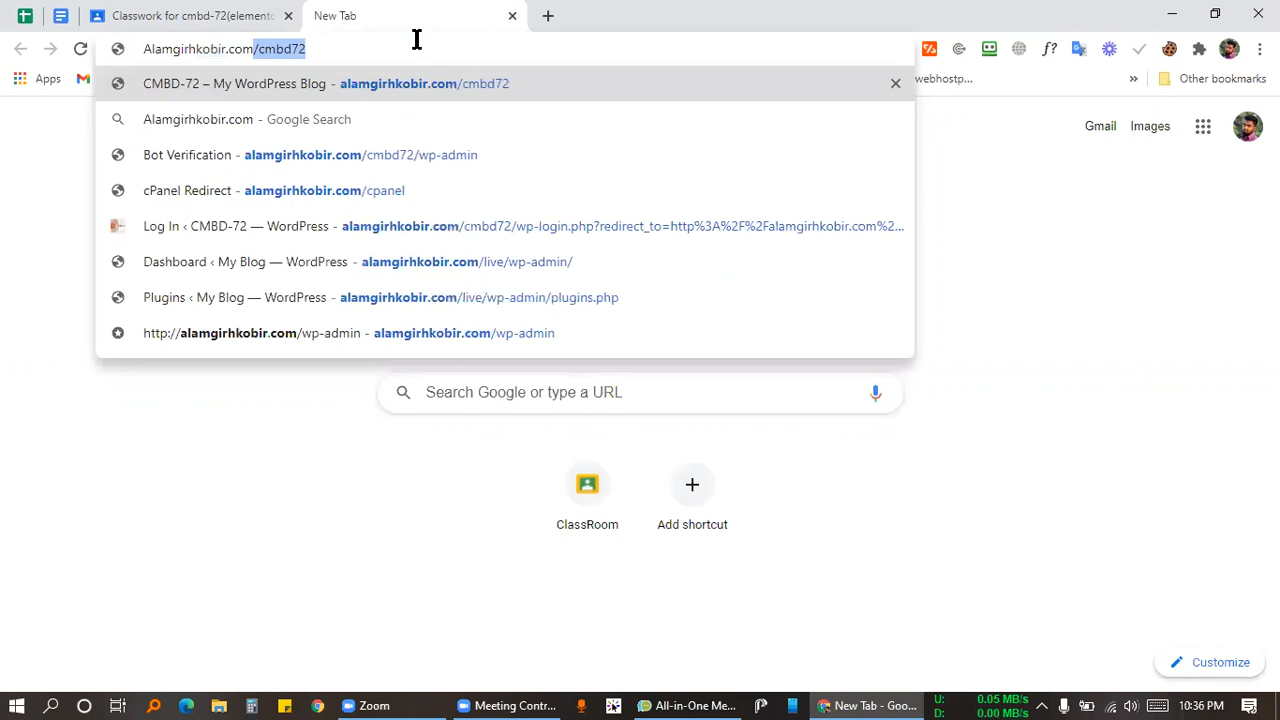 Classwork for cmbd-72(elemento
New Tab
Alamgirhkobir.com/cmbd72
CMBD-72 – My WordPress Blog - alamgirhkobir.com/cmbd72
Alamgirhkobir.com - Google Search
Bot Verification - alamgirhkobir.com/cmbd72/wp-admin
cPanel Redirect - alamgirhkobir.com/cpanel
Log In ‹ CMBD-72 — WordPress - alamgirhkobir.com/cmbd72/wp-login.php?redirect_to=http%3A%2F%2Falamgirhkobir.com%2...
Dashboard ‹ My Blog — WordPress - alamgirhkobir.com/live/wp-admin/
Plugins ‹ My Blog — WordPress - alamgirhkobir.com/live/wp-admin/plugins.php
http://alamgirhkobir.com/wp-admin - alamgirhkobir.com/wp-admin
f?
Apps
webhostp...
»
Other bookmarks
Gmail Images
Search Google or type a URL
ClassRoom
Add shortcut
Customize
Zoom
Meeting Contr...
All-in-One Me...
New Tab - Goo...
U: 0.05 MB/s
D: 0.00 MB/s
10:36 PM